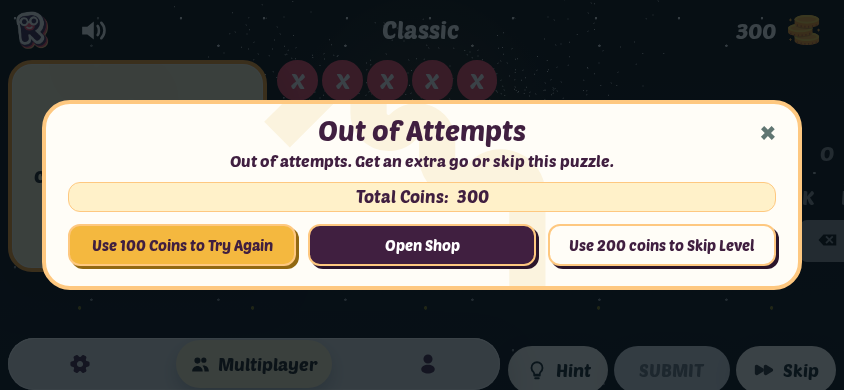 Classic
300
X X X X X
Out of Attempts
Out of attempts. Get an extra go or skip this puzzle.
Total Coins: 300
Use 100 Coins to Try Again
Open Shop
Use 200 coins to Skip Level
O
K
Multiplayer
Hint
SUBMIT
Skip